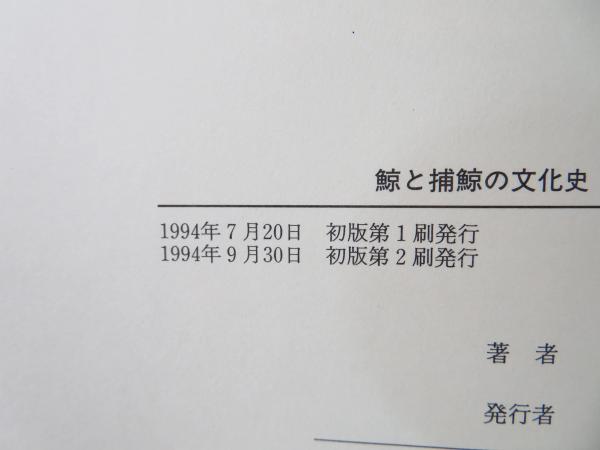 鯨と捕鯨の文化史
1994年7月20日　初版第1刷発行
1994年9月30日　初版第2刷発行
著　者
発行者